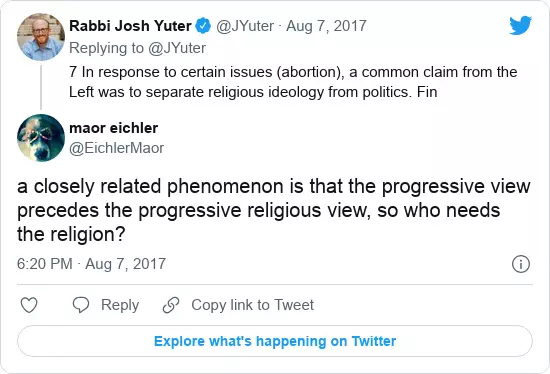 Rabbi Josh Yuter @JYuter · Aug 7, 2017
Replying to @JYuter
7 In response to certain issues (abortion), a common claim from the
Left was to separate religious ideology from politics. Fin
maor eichler
@EichlerMaor
a closely related phenomenon is that the progressive view
precedes the progressive religious view, so who needs
the religion?
6:20 PM · Aug 7, 2017
Reply Copy link to Tweet
Explore what's happening on Twitter